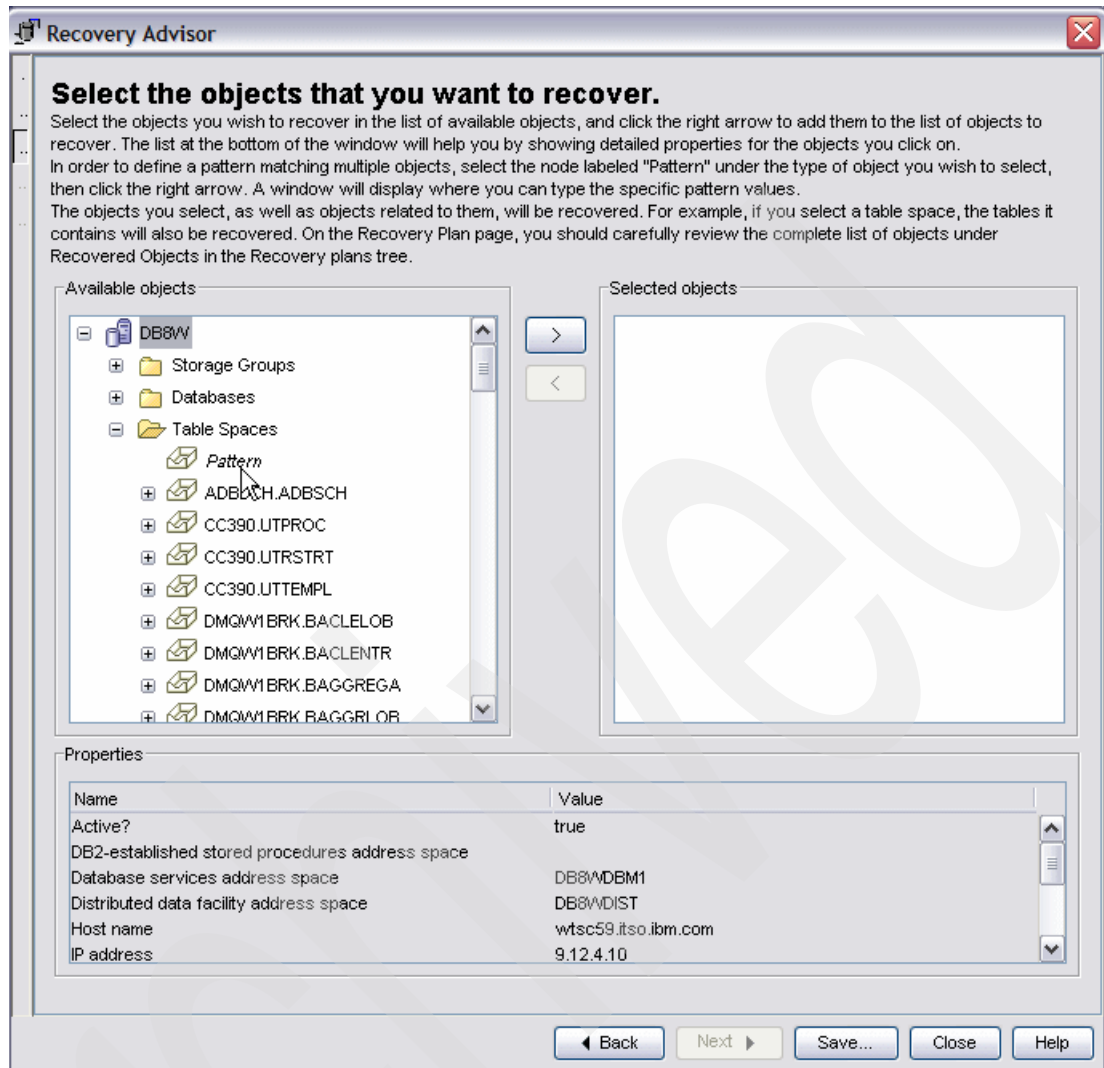 Recovery Advisor
Select the objects that you want to recover.
Select the objects you wish to recover in the list of available objects, and click the right arrow to add them to the list of objects to
recover. The list at the bottom of the window will help you by showing detailed properties for the objects you click on.
In order to define a pattern matching multiple objects, select the node labeled "Pattern" under the type of object you wish to select,
then click the right arrow. A window will display where you can type the specific pattern values.
The objects you select, as well as objects related to them, will be recovered. For example, if you select a table space, the tables it
contains will also be recovered. On the Recovery Plan page, you should carefully review the complete list of objects under
Recovered Objects in the Recovery plans tree.
Available objects
Selected objects
DB8W
>
<
Storage Groups
Databases
Table Spaces
Pattern
ADBDCH.ADBSCH
CC390.UTPROC
CC390.UTRSTRT
CC390.UTTEMPL
DMQW1BRK.BACLELOB
DMQW1BRK.BACLENTR
DMQW1BRK.BAGGREGA
DMQW1BRK.BAGGRLOB
Properties
Name Value
Active? true
DB2-established stored procedures address space
Database services address space DB8WDBM1
Distributed data facility address space DB8WDIST
Host name wtsc59.itso.ibm.com
IP address 9.12.4.10
Back Next Save... Close Help